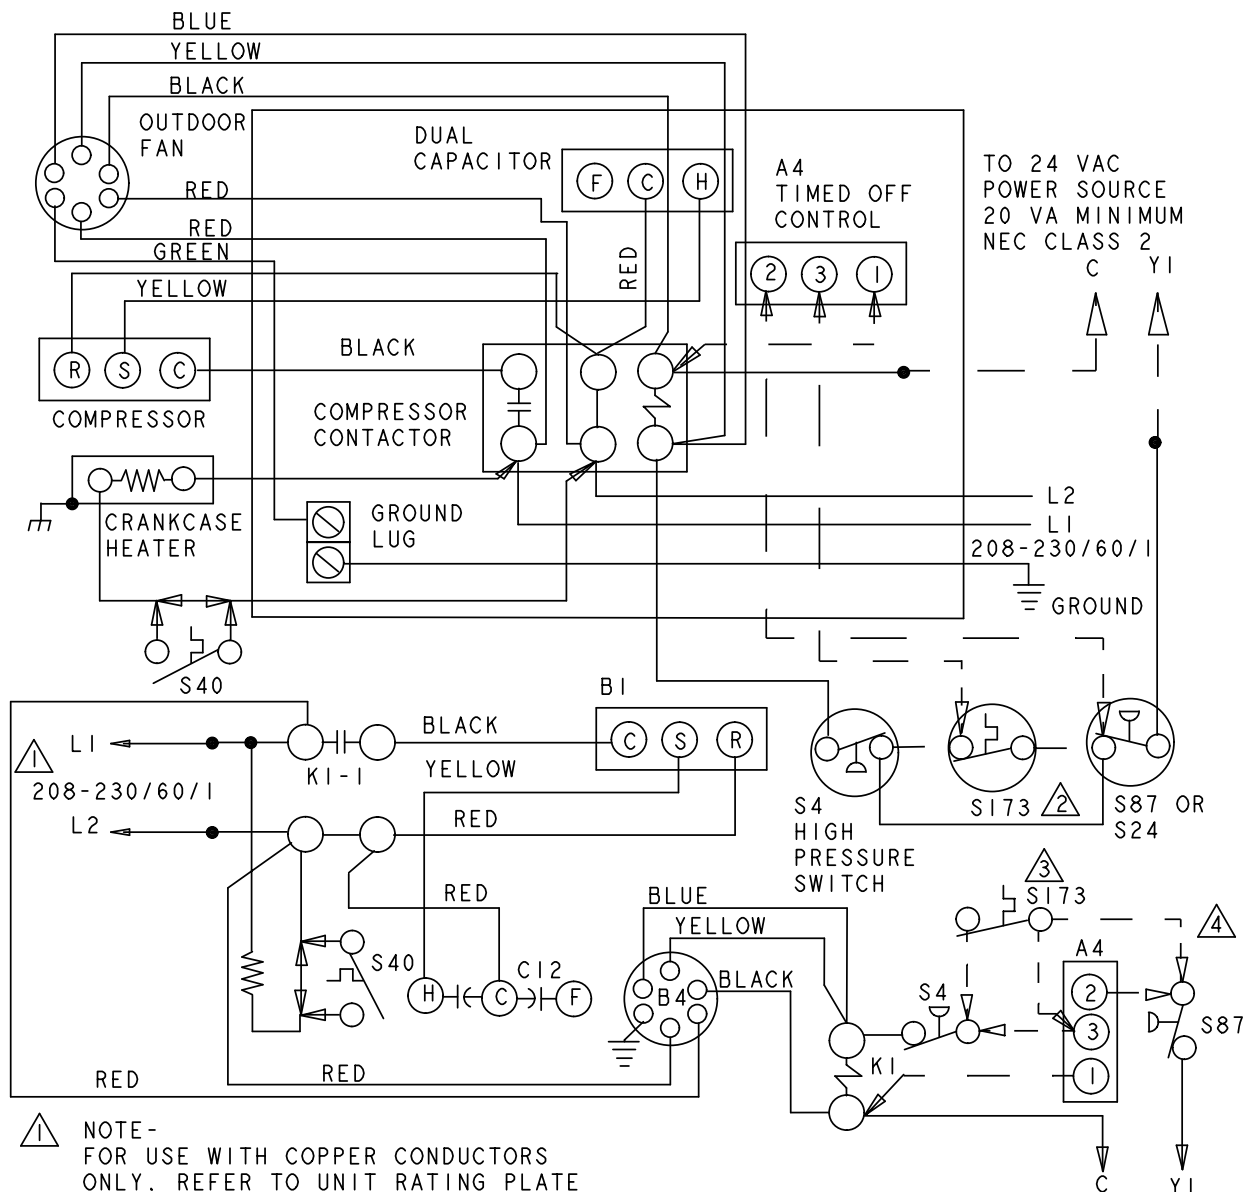 BLUE
YELLOW
BLACK
OUTDOOR
FAN
DUAL
CAPACITOR
F C H
A4
TIMED OFF
CONTROL
2 3 1
TO 24 VAC
POWER SOURCE
20 VA MINIMUM
NEC CLASS 2
C Y1
RED
RED
GREEN
YELLOW
RED
BLACK
R S C
COMPRESSOR
COMPRESSOR
CONTACTOR
CRANKCASE
HEATER
GROUND
LUG
L2
L1
208-230/60/1
GROUND
S40
B1
L1
K1-1
BLACK
C S R
1
208-230/60/1
YELLOW
L2
RED
S4
HIGH
PRESSURE
SWITCH
S173
2
S87 OR
S24
RED
BLUE
YELLOW
BLACK
3
S173
4
A4
S40
H C F
C12
B4
S4
2
3
1
S87
K1
RED
RED
C
Y1
1
NOTE-
FOR USE WITH COPPER CONDUCTORS
ONLY. REFER TO UNIT RATING PLATE